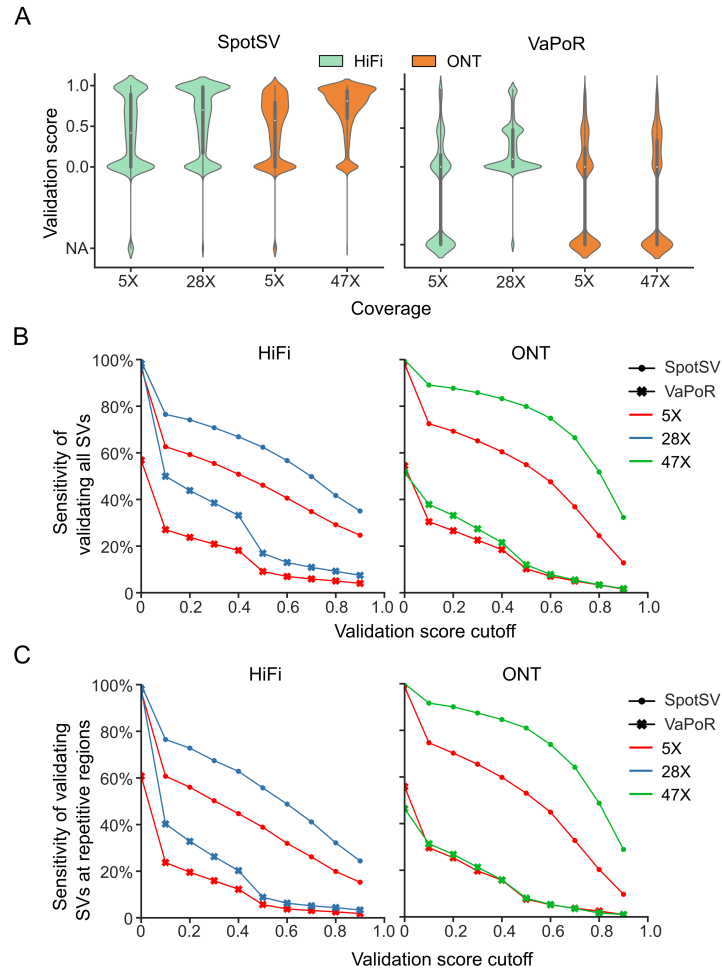 A
SpotSV
VaPoR
HiFi
ONT
Validation score
1.0
0.5
0.0
NA
5X
28X
5X
47X
5X
28X
5X
47X
Coverage
B
HiFi
ONT
Sensitivity of
validating all SVs
100%
80%
60%
40%
20%
0
0
0.2
0.4
0.6
0.8
1.0
0
0.2
0.4
0.6
0.8
1.0
Validation score cutoff
SpotSV
VaPoR
5X
28X
47X
C
HiFi
ONT
Sensitivity of validating
SVs at repetitive regions
100%
80%
60%
40%
20%
0
0
0.2
0.4
0.6
0.8
1.0
0
0.2
0.4
0.6
0.8
1.0
Validation score cutoff
SpotSV
VaPoR
5X
28X
47X